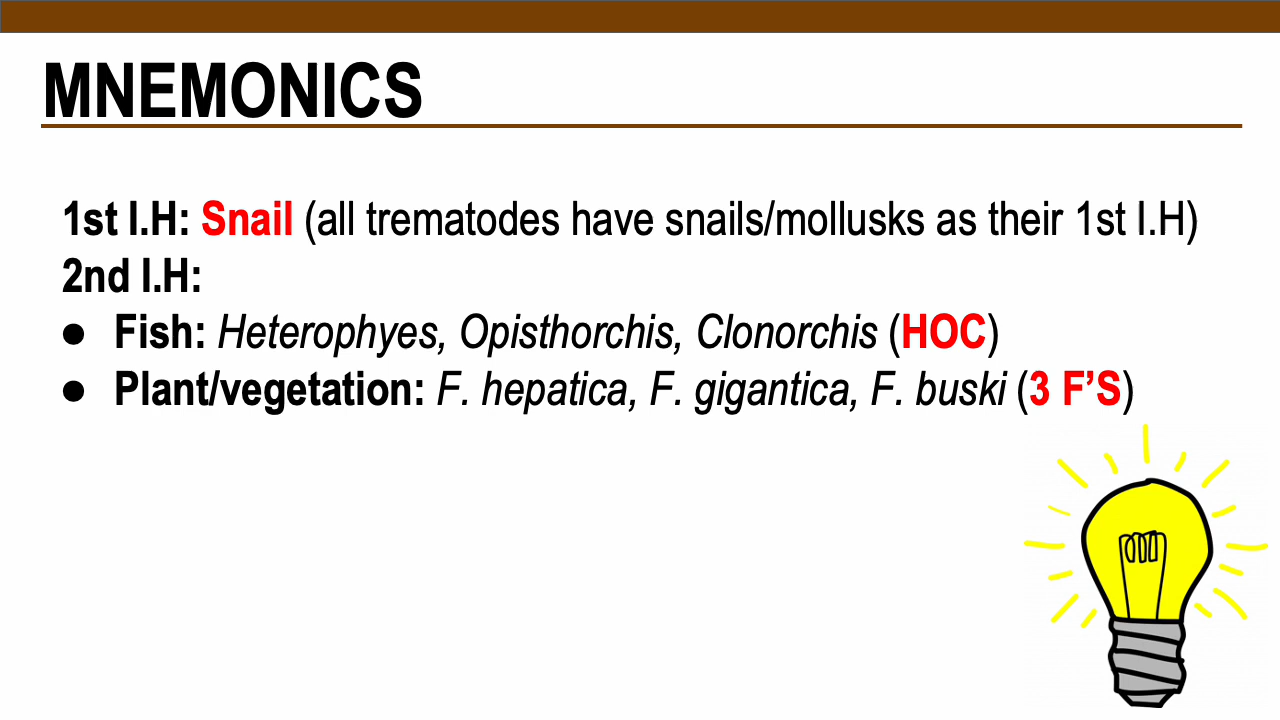 MNEMONICS
1st I.H: Snail (all trematodes have snails/mollusks as their 1st I.H)
2nd I.H:
● Fish: Heterophyes, Opisthorchis, Clonorchis (HOC)
● Plant/vegetation: F. hepatica, F. gigantica, F. buski (3 F’S)